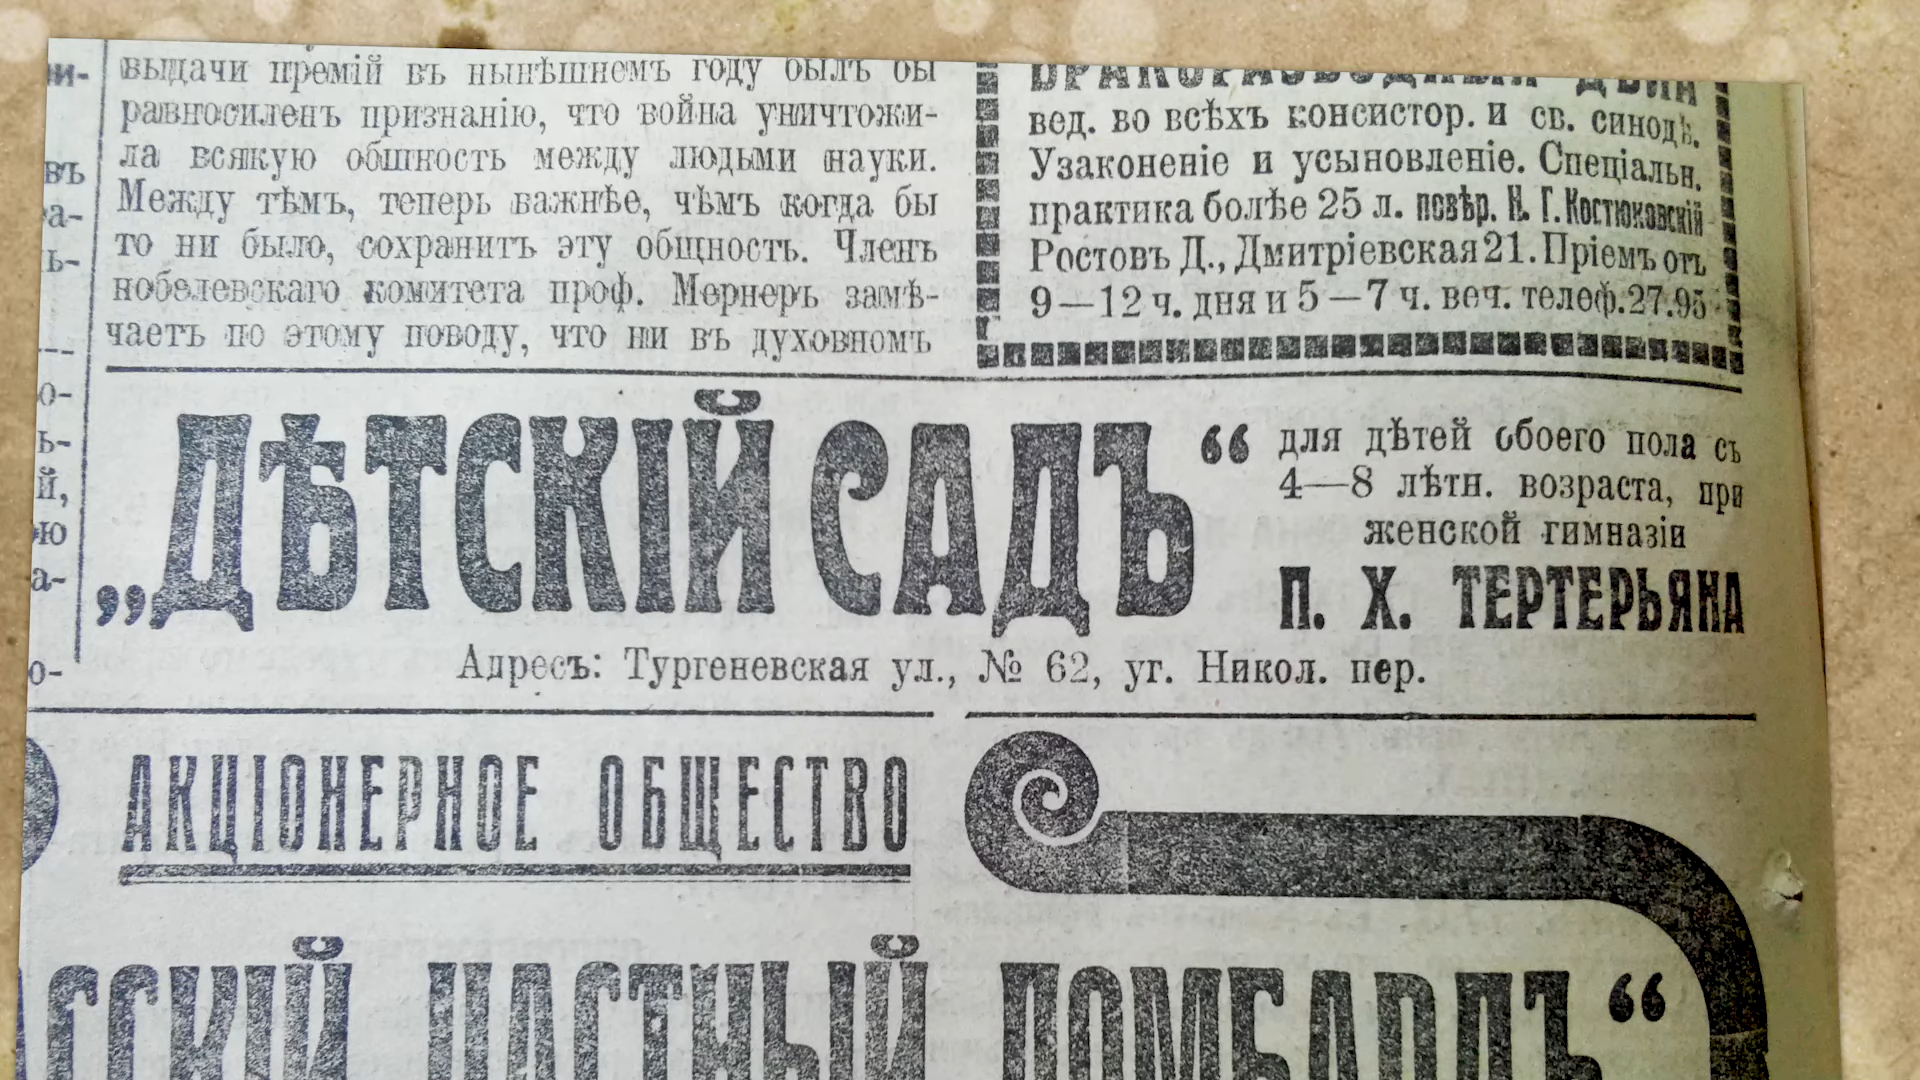 выдачи премій въ нынѣшнемъ году былъ бы
равносиленъ признанію, что война уничтожи-
ла всякую общность между людьми науки.
Между тѣмъ, теперь важнѣе, чѣмъ когда бы
то ни было, сохранить эту общность. Членъ
нобелевскаго комитета проф. Мернеръ замѣ-
чаетъ по этому поводу, что ни въ духовномъ
БРАКОРАЗВОДНЫЯ ДѢЛА
вед. во всѣхъ консистор. и св. синодѣ.
Узаконеніе и усыновленіе. Спеціальн.
практика болѣе 25 л. повѣр. Н. Г. Костюковскій
Ростовъ Д., Дмитріевская 21. Пріемъ отъ
9—12 ч. дня и 5—7 ч. веч. телеф. 27.95
„ДѢТСКІЙ САДЪ“
для дѣтей обоего пола съ
4—8 лѣтн. возраста, при
женской гимназіи
П. Х. ТЕРТЕРЬЯНА
Адресъ: Тургеневская ул., № 62, уг. Никол. пер.
АКЦІОНЕРНОЕ ОБЩЕСТВО
ЧАСТНЫЙ ЛОМБАРДЪ“